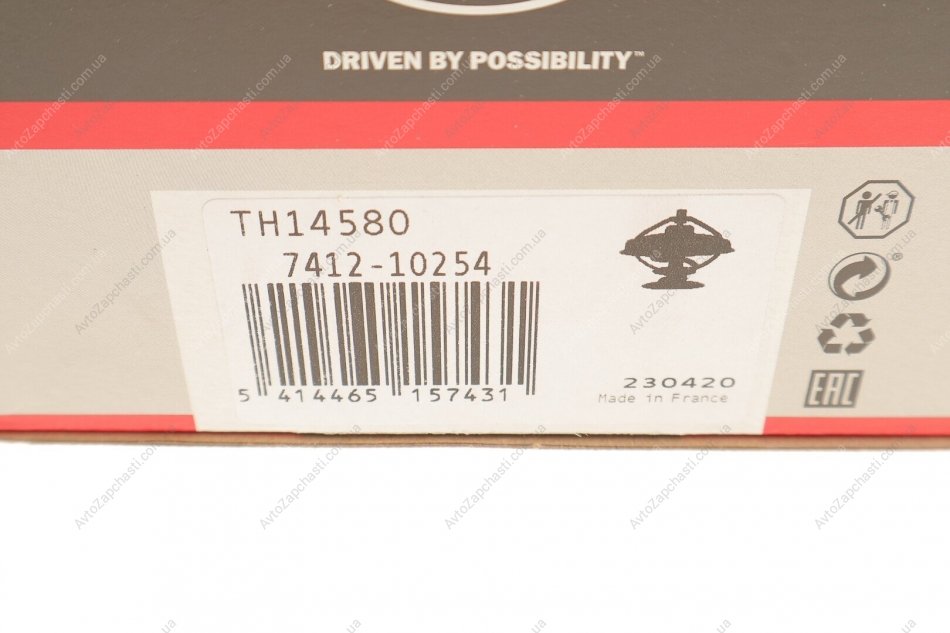 DRIVEN BY POSSIBILITY™
TH14580
7412-10254
5 414465 157431
230420
Made in France
®
EAC
AvtoZapchasti.com.ua